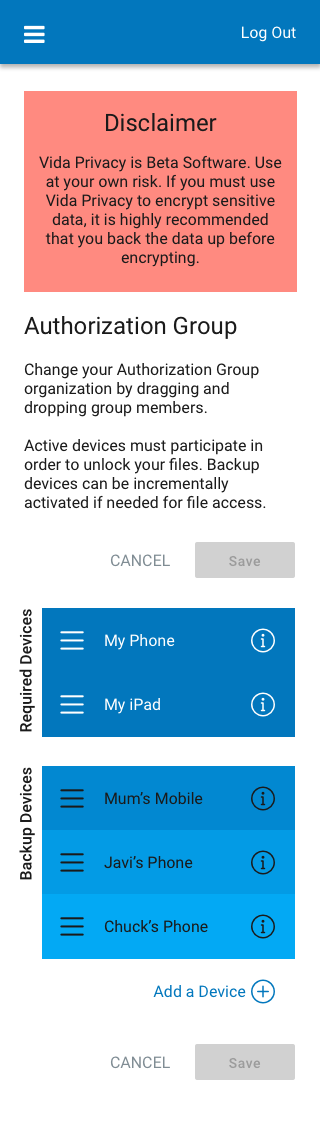 Log Out
Disclaimer
Vida Privacy is Beta Software. Use
at your own risk. If you must use
Vida Privacy to encrypt sensitive
data, it is highly recommended
that you back the data up before
encrypting.
Authorization Group
Change your Authorization Group
organization by dragging and
dropping group members.
Active devices must participate in
order to unlock your files. Backup
devices can be incrementally
activated if needed for file access.
CANCEL Save
Required Devices
My Phone
My iPad
Backup Devices
Mum's Mobile
Javi's Phone
Chuck's Phone
Add a Device
CANCEL Save